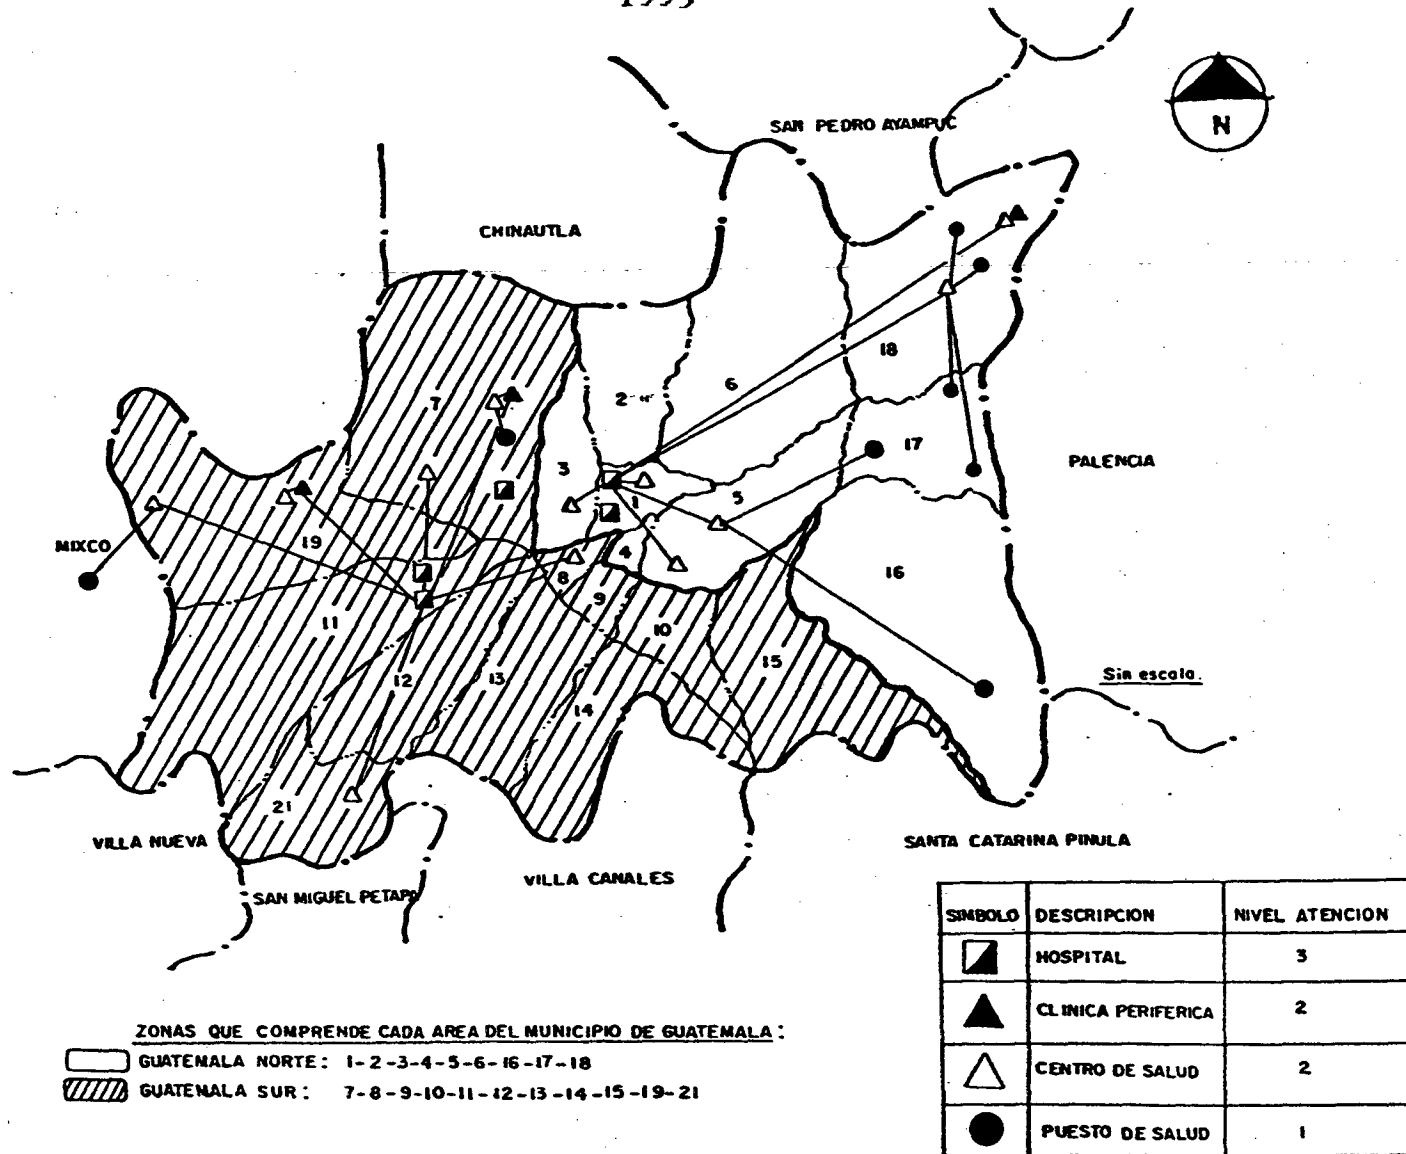 1993
SAN PEDRO AYAMPUC
N
CHINAUTLA
18
6
7
2
17
3
PALENCIA
1
5
MIXCO
19
4
8
16
9
11
10
15
12
13
Sin escala.
14
21
VILLA NUEVA
SANTA CATARINA PINULA
VILLA CANALES
SAN MIGUEL PETAPA
SIMBOLO DESCRIPCION NIVEL ATENCION
HOSPITAL 3
CLINICA PERIFERICA 2
CENTRO DE SALUD 2
PUESTO DE SALUD 1
ZONAS QUE COMPRENDE CADA AREA DEL MUNICIPIO DE GUATEMALA:
GUATEMALA NORTE: 1-2-3-4-5-6-16-17-18
GUATEMALA SUR: 7-8-9-10-11-12-13-14-15-19-21